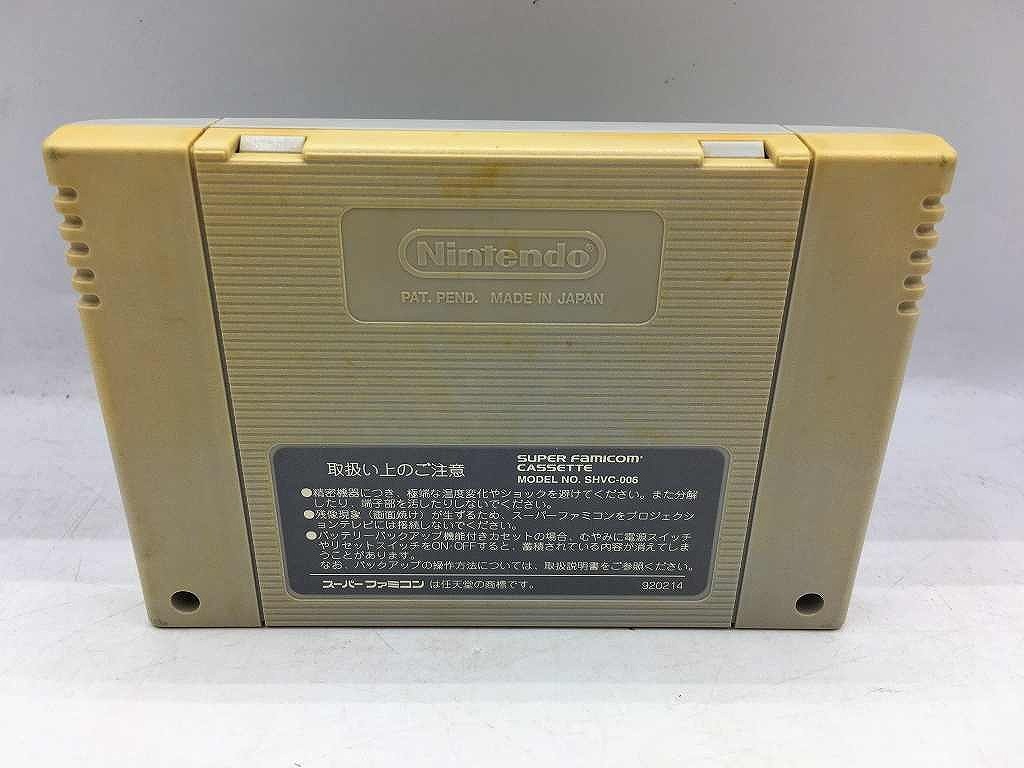 Nintendo®
PAT. PEND. MADE IN JAPAN
取扱い上のご注意
SUPER FAMICOM
CASSETTE
MODEL NO. SHVC-006
●精密機器につき、極端な温度変化やショックを避けてください。また分解
したり、端子部を汚したりしないでください。
●残像現象（画面焼け）が生ずるため、スーパーファミコンをプロジェクシ
ョンテレビには接続しないでください。
●バッテリーバックアップ機能付きカセットの場合、むやみに電源スイッチ
やリセットスイッチをON・OFFすると、蓄積されている内容が消えてしま
うことがあります。
なお、バックアップの操作方法については、取扱説明書をご参照ください。
スーパーファミコン は任天堂の商標です。
920214